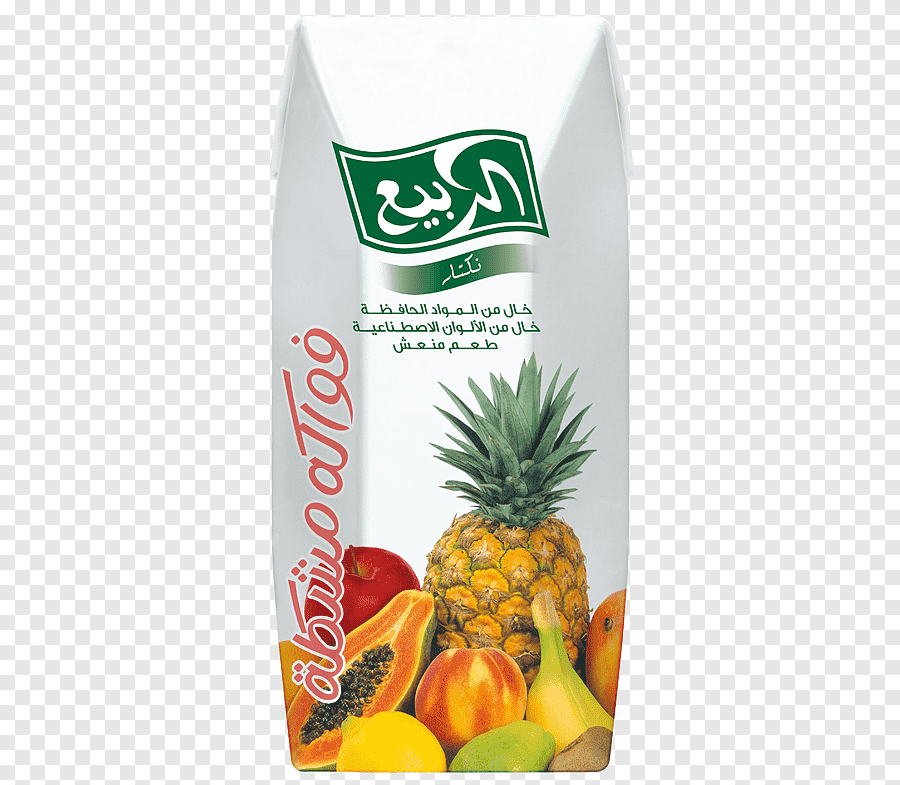 الربيع
نكتار
خال من المواد الحافظة
خال من الألوان الاصطناعية
طعم منعش
فواكه مشكلة